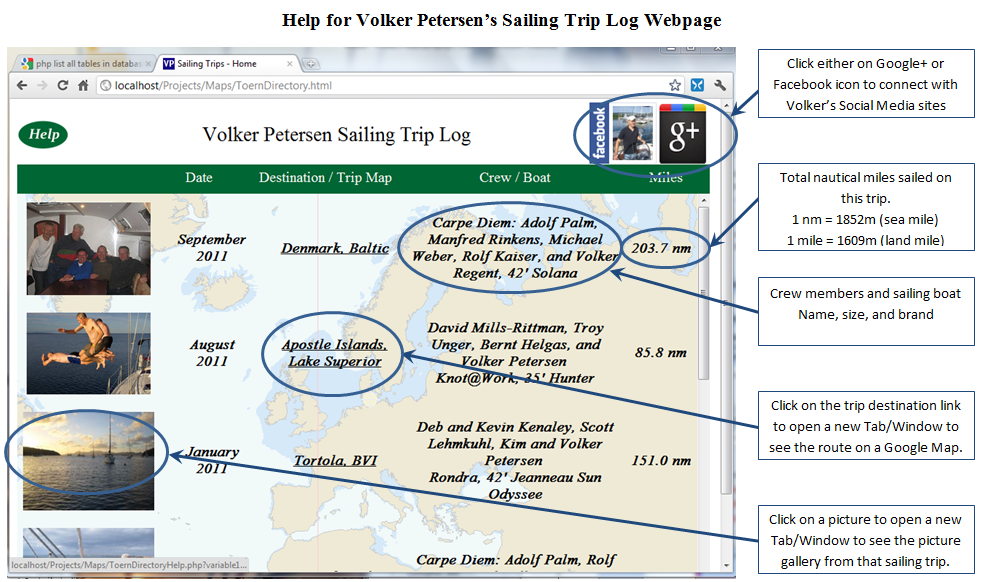 Help for Volker Petersen's Sailing Trip Log Webpage
php list all tables in databas
VP Sailing Trips - Home
localhost/Projects/Maps/ToernDirectory.html
Help
Volker Petersen Sailing Trip Log
facebook
g+
Date Destination / Trip Map Crew / Boat Miles
September
2011
Denmark, Baltic
Carpe Diem: Adolf Palm,
Manfred Rinkens, Michael
Weber, Rolf Kaiser, and Volker
Regent, 42' Solana
203.7 nm
August
2011
Apostle Islands,
Lake Superior
David Mills-Rittman, Troy
Unger, Bernt Helgas, and
Volker Petersen
Knot@Work, 35' Hunter
85.8 nm
January
2011
Tortola, BVI
Deb and Kevin Kenaley, Scott
Lehmkuhl, Kim and Volker
Petersen
Rondra, 42' Jeanneau Sun
Odyssee
151.0 nm
Carpe Diem: Adolf Palm, Rolf
localhost/Projects/Maps/ToernDirectoryHelp.php?variable1...
Click either on Google+ or
Facebook icon to connect with
Volker's Social Media sites
Total nautical miles sailed on
this trip.
1 nm = 1852m (sea mile)
1 mile = 1609m (land mile)
Crew members and sailing boat
Name, size, and brand
Click on the trip destination link
to open a new Tab/Window to
see the route on a Google Map.
Click on a picture to open a new
Tab/Window to see the picture
gallery from that sailing trip.